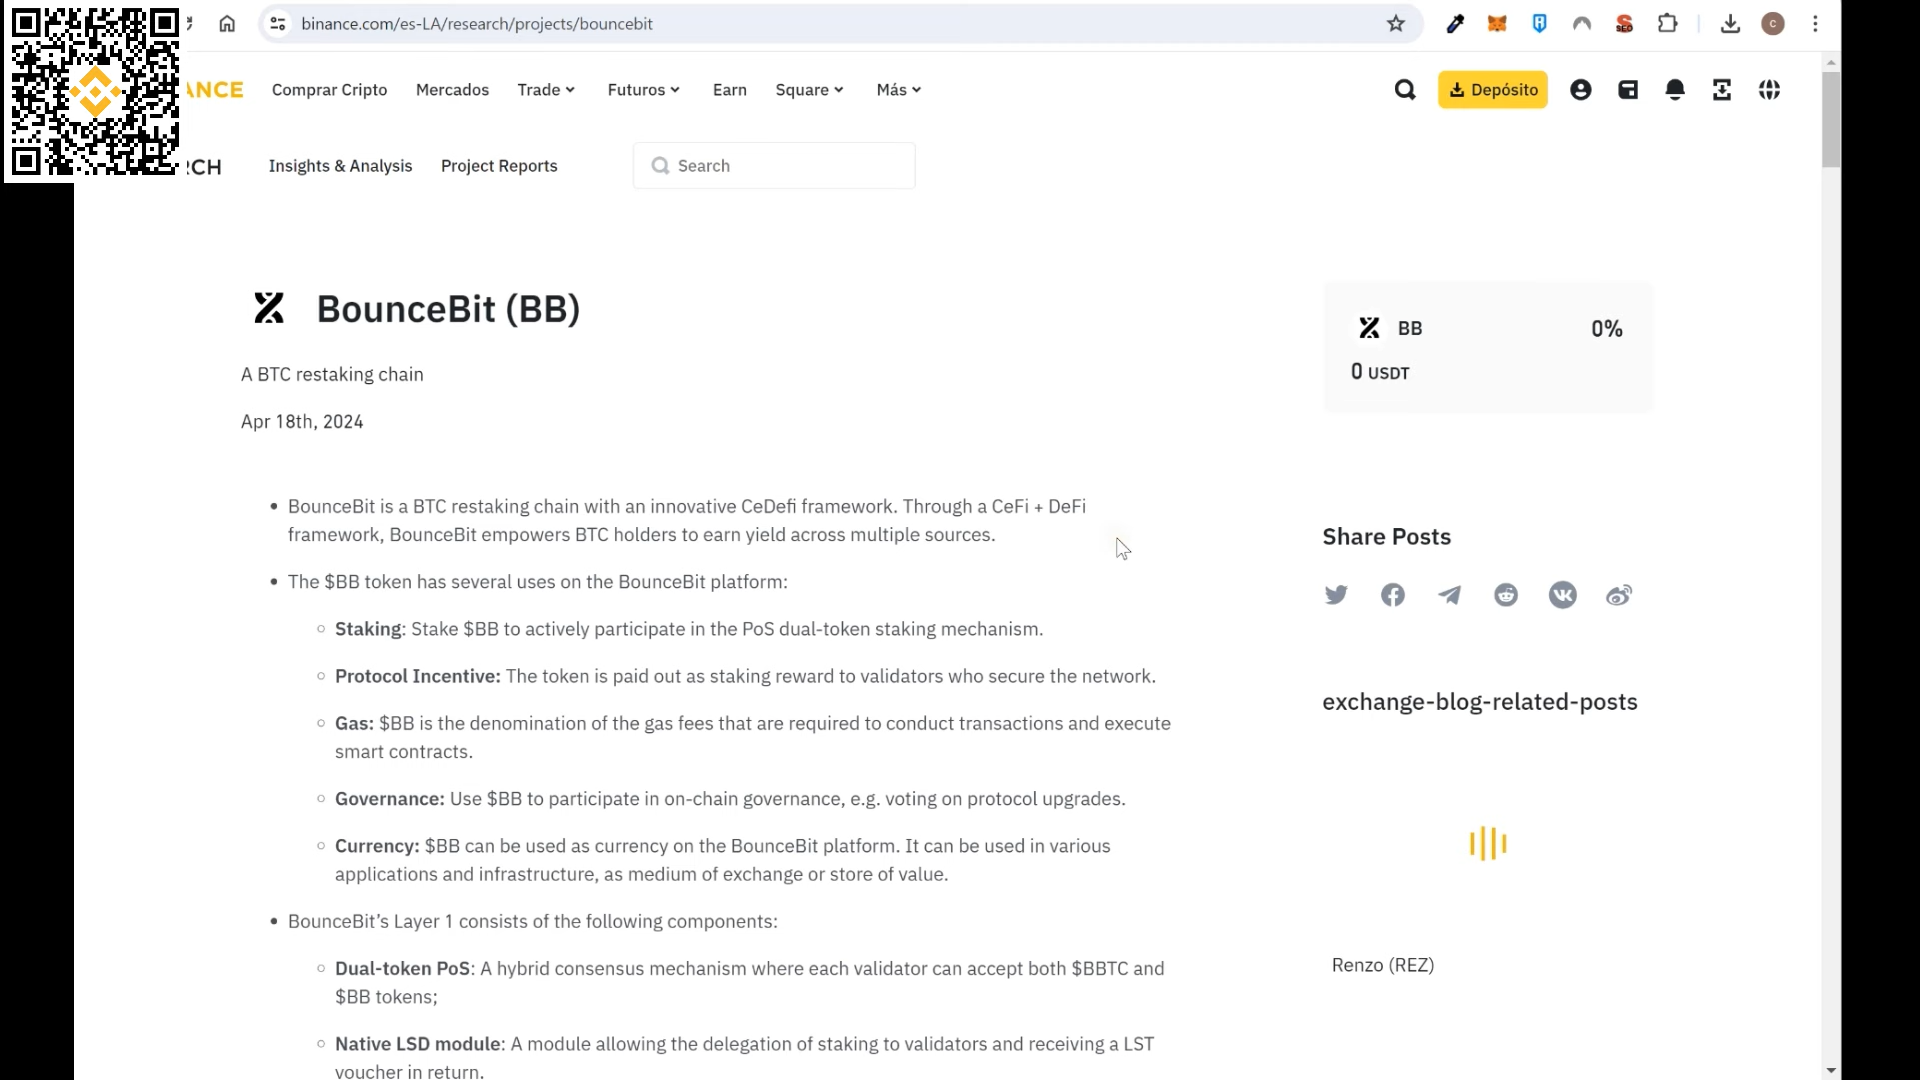 binance.com/es-LA/research/projects/bouncebit
C
ANCE
Comprar Cripto
Mercados
Trade
Futuros
Earn
Square
Más
Depósito
RCH
Insights & Analysis
Project Reports
Search
BounceBit (BB)
A BTC restaking chain
Apr 18th, 2024
BB
0%
0 USDT
• BounceBit is a BTC restaking chain with an innovative CeDefi framework. Through a CeFi + DeFi
framework, BounceBit empowers BTC holders to earn yield across multiple sources.
• The $BB token has several uses on the BounceBit platform:
○ Staking: Stake $BB to actively participate in the PoS dual-token staking mechanism.
○ Protocol Incentive: The token is paid out as staking reward to validators who secure the network.
○ Gas: $BB is the denomination of the gas fees that are required to conduct transactions and execute
smart contracts.
○ Governance: Use $BB to participate in on-chain governance, e.g. voting on protocol upgrades.
○ Currency: $BB can be used as currency on the BounceBit platform. It can be used in various
applications and infrastructure, as medium of exchange or store of value.
• BounceBit’s Layer 1 consists of the following components:
○ Dual-token PoS: A hybrid consensus mechanism where each validator can accept both $BBTC and
$BB tokens;
○ Native LSD module: A module allowing the delegation of staking to validators and receiving a LST
voucher in return.
Share Posts
exchange-blog-related-posts
Renzo (REZ)